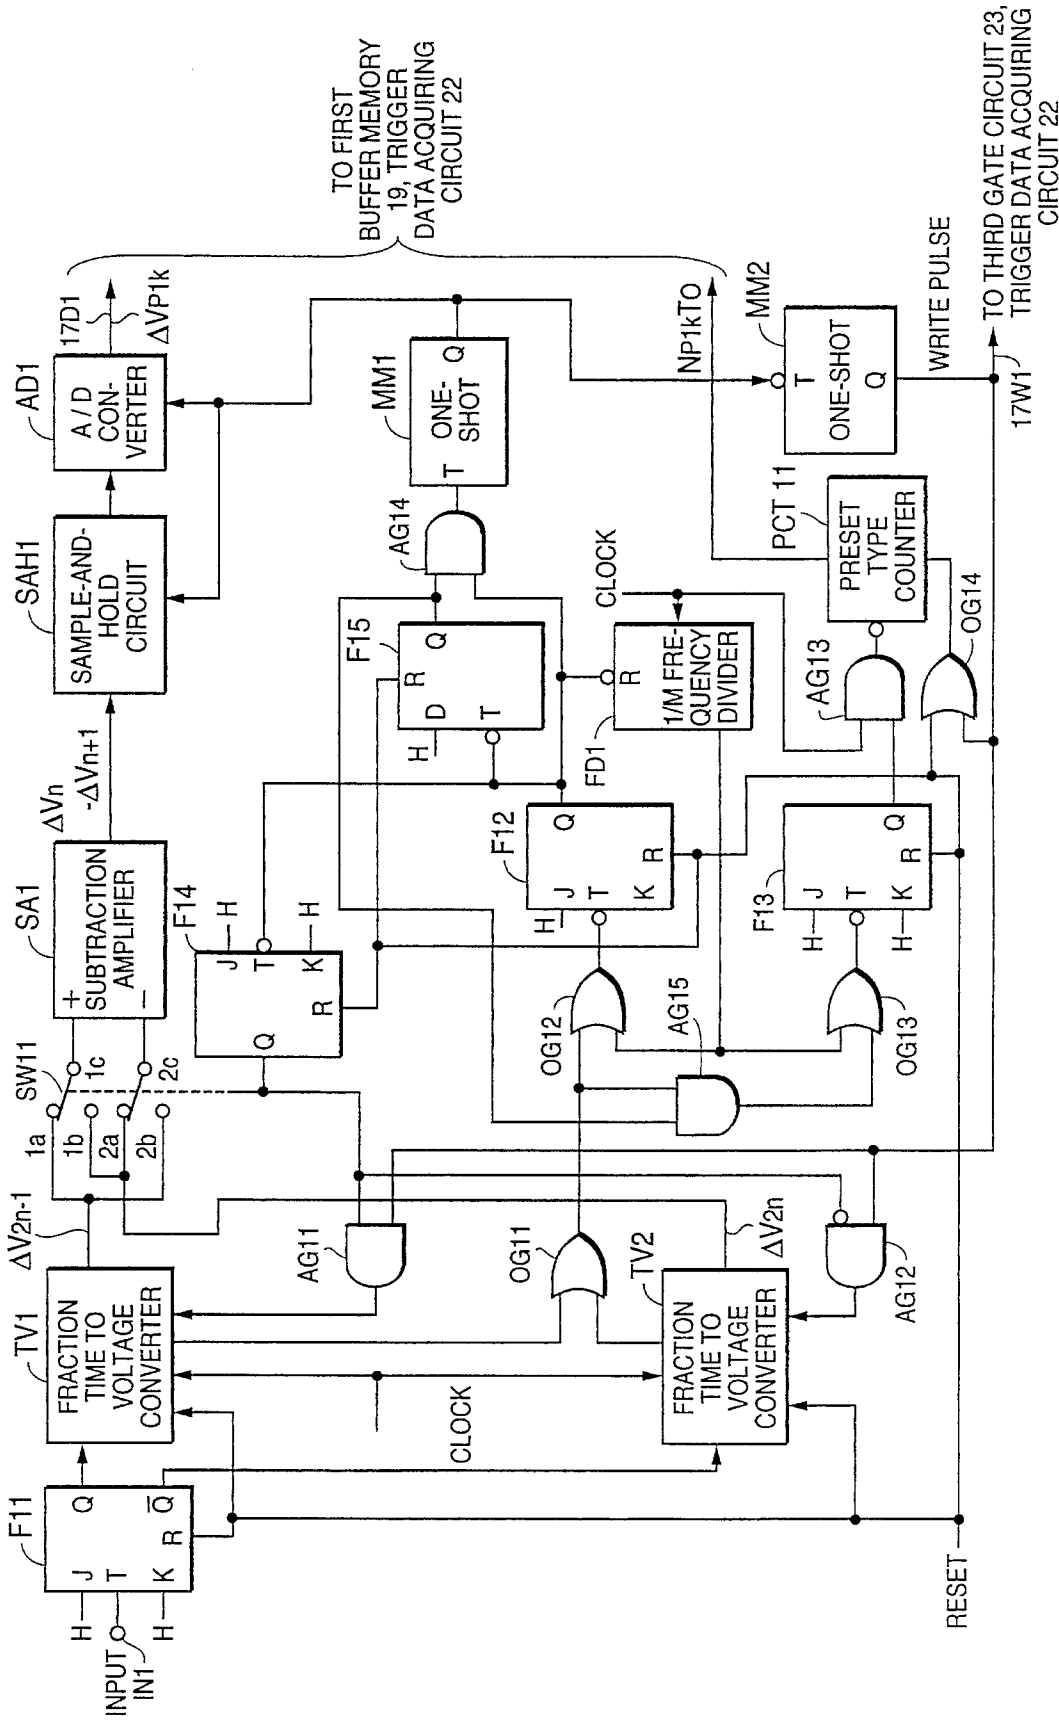 F11
J
T
K
Q
Q
R
H
H
INPUT
IN1
TV1
FRACTION
TIME TO
VOLTAGE
CONVERTER
ΔV2n-1
1a
1b
2a
2b
SW11
1c
2c
SA1
+
SUBTRACTION
AMPLIFIER
−
ΔVn
-ΔVn+1
SAH1
SAMPLE-AND-
HOLD
CIRCUIT
AD1
A / D
CON-
VERTER
17D1
ΔVP1k
TO FIRST
BUFFER MEMORY
19, TRIGGER
DATA ACQUIRING
CIRCUIT 22
F14
J
H
T
K
H
R
Q
AG11
CLOCK
OG11
TV2
FRACTION
TIME TO
VOLTAGE
CONVERTER
ΔV2n
AG12
F15
H
D
R
Q
T
AG14
MM1
T
ONE-
SHOT
Q
F12
H
J
T
K
Q
R
OG12
AG15
OG13
FD1
R
1/M FRE-
QUENCY
DIVIDER
CLOCK
F13
H
J
T
H
K
Q
R
AG13
OG14
PCT 11
PRESET
TYPE
COUNTER
NP1kTO
MM2
T
ONE-SHOT
Q
WRITE PULSE
17W1
TO THIRD GATE CIRCUIT 23,
TRIGGER DATA ACQUIRING
CIRCUIT 22
RESET